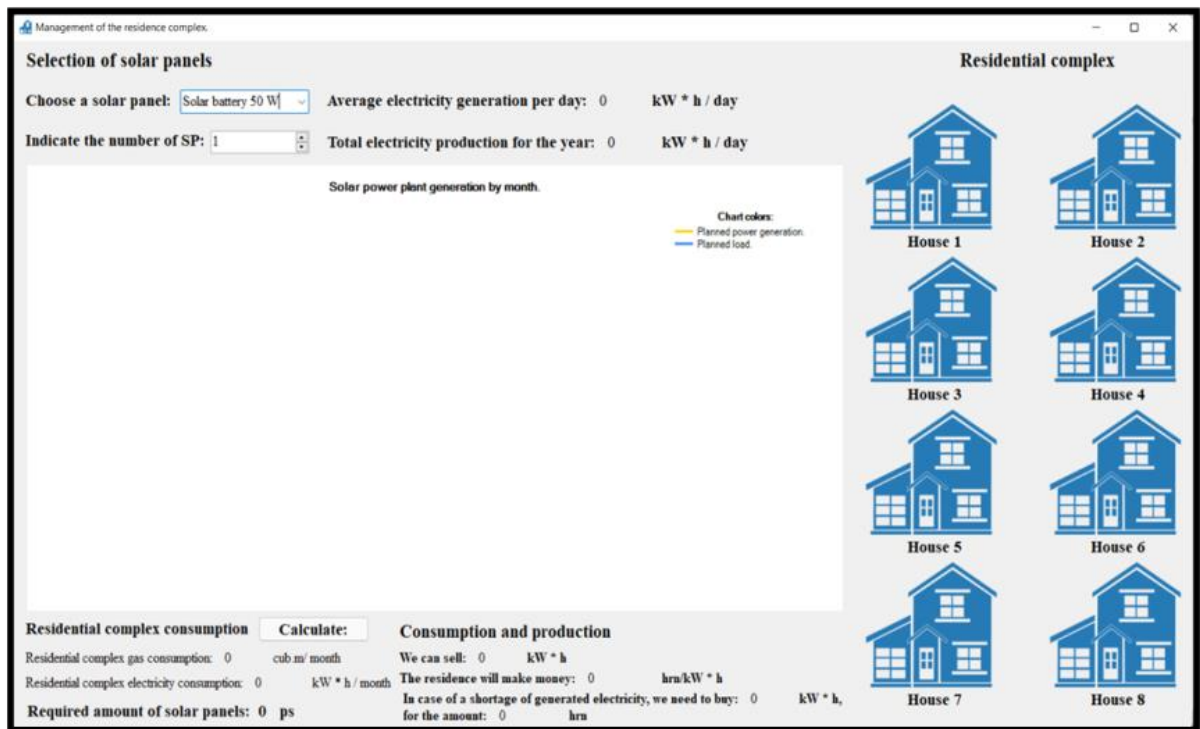 Management of the residence complex.
Selection of solar panels
Residential complex
Choose a solar panel: Solar battery 50 W
Average electricity generation per day: 0 kW * h / day
Indicate the number of SP: 1
Total electricity production for the year: 0 kW * h / day
Solar power plant generation by month.
Chart colors:
Planned power generation.
Planned load.
House 1
House 2
House 3
House 4
House 5
House 6
House 7
House 8
Residential complex consumption
Calculate:
Residential complex gas consumption: 0 cub.m/ month
Residential complex electricity consumption: 0 kW * h / month
Required amount of solar panels: 0 ps
Consumption and production
We can sell: 0 kW * h
The residence will make money: 0 hrn/kW * h
In case of a shortage of generated electricity, we need to buy: 0 kW * h,
for the amount: 0 hrn